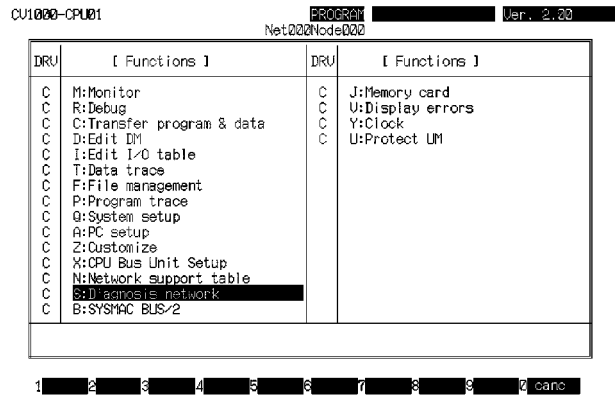 CV1000-CPU01 PROGRAM Ver. 2.00
Net000Node000
DRV [ Functions ] DRV [ Functions ]
C M:Monitor C J:Memory card
C R:Debug C V:Display errors
C C:Transfer program & data C Y:Clock
C D:Edit DM C U:Protect UM
C I:Edit I/O table
C T:Data trace
C F:File management
C P:Program trace
C Q:System setup
C A:PC setup
C Z:Customize
C X:CPU Bus Unit Setup
C N:Network support table
C S:Diagnosis network
C B:SYSMAC BUS/2
1 2 3 4 5 6 7 8 9 0 canc